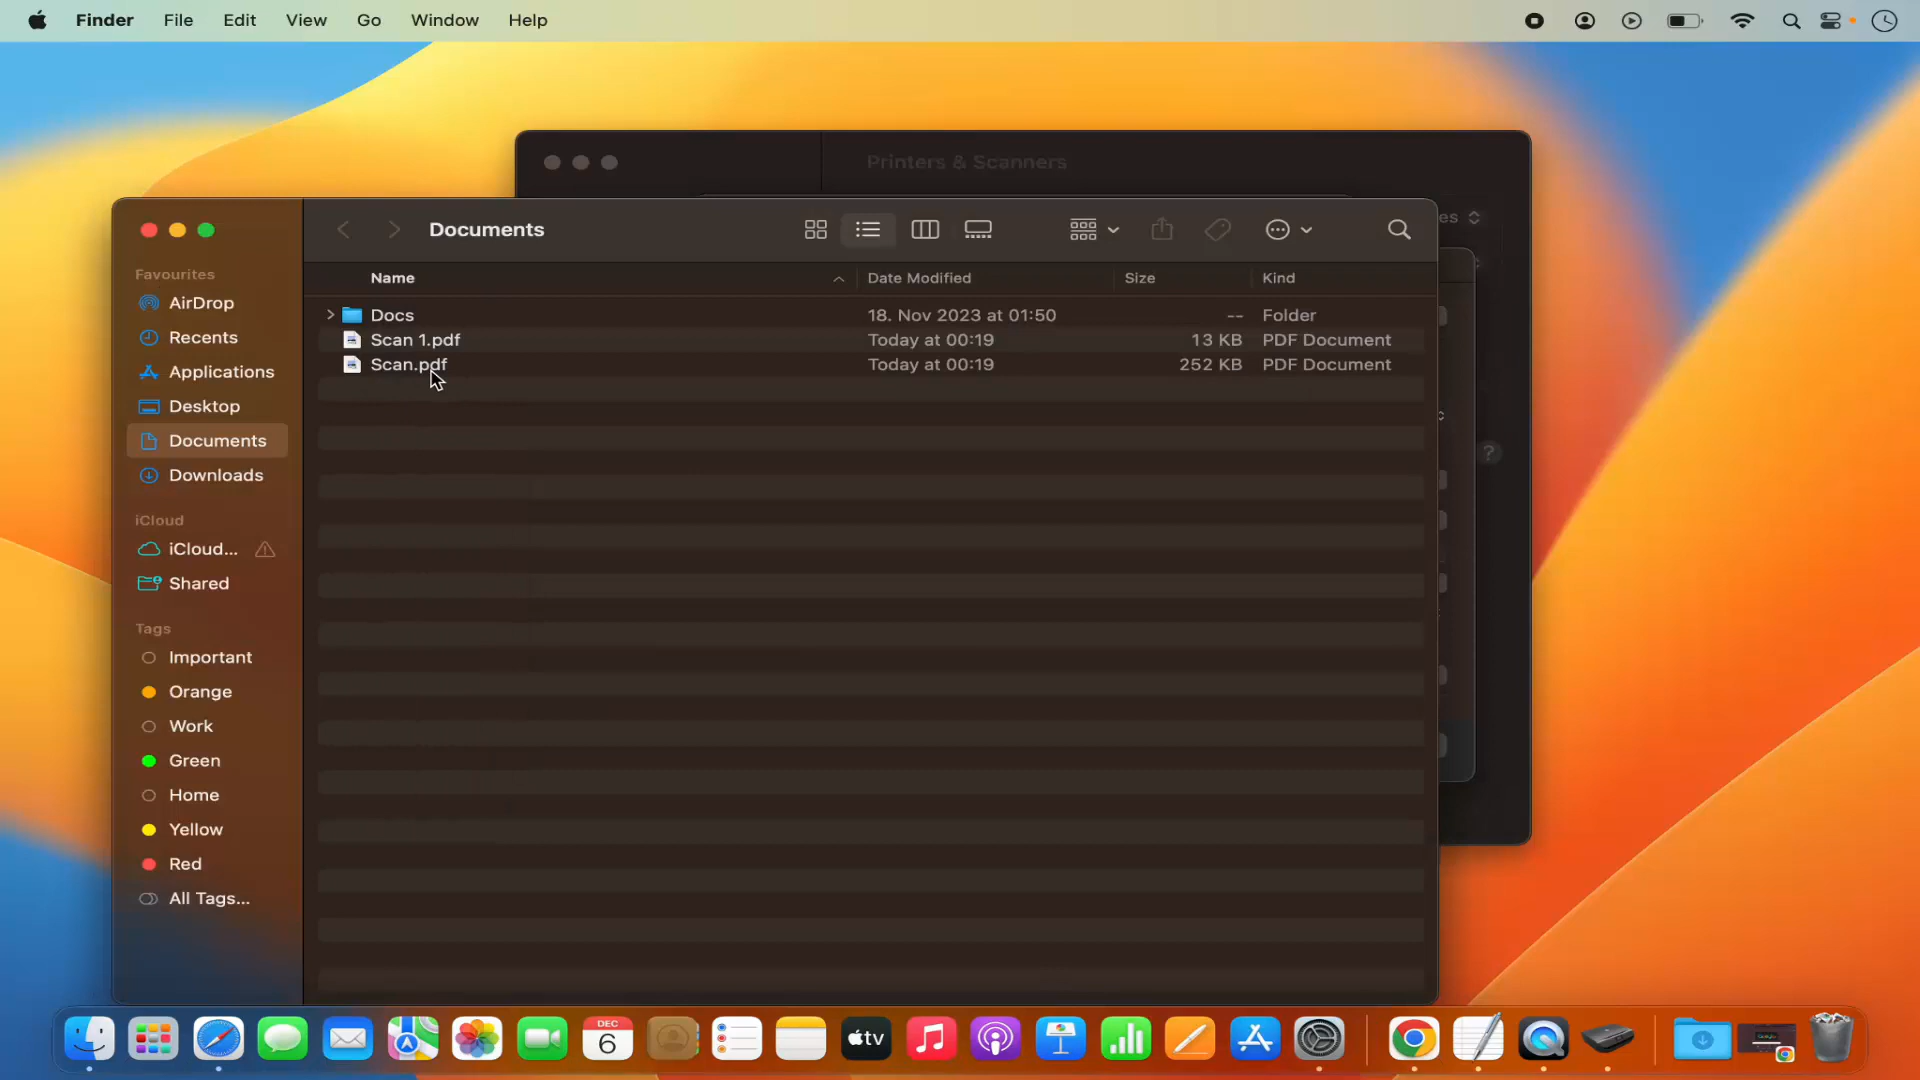 Finder File Edit View Go Window Help
Printers & Scanners
es
Documents
Favourites
AirDrop
Recents
Applications
Desktop
Documents
Downloads
iCloud
iCloud...
Shared
Tags
Important
Orange
Work
Green
Home
Yellow
Red
All Tags...
Name Date Modified Size Kind
Docs 18. Nov 2023 at 01:50 -- Folder
Scan 1.pdf Today at 00:19 13 KB PDF Document
Scan.pdf Today at 00:19 252 KB PDF Document
?
DEC
6
tv